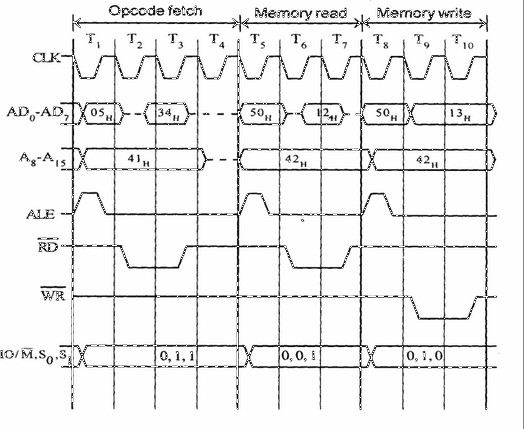 Opcode fetch Memory read Memory write
T1 T2 T3 T4 T5 T6 T7 T8 T9 T10
CLK
AD0-AD7 05H 34H 50H 12H 50H 13H
A8-A15 41H 42H 42H
ALE
RD
WR
IO/M,S0,S1 0,1,1 0,0,1 0,1,0